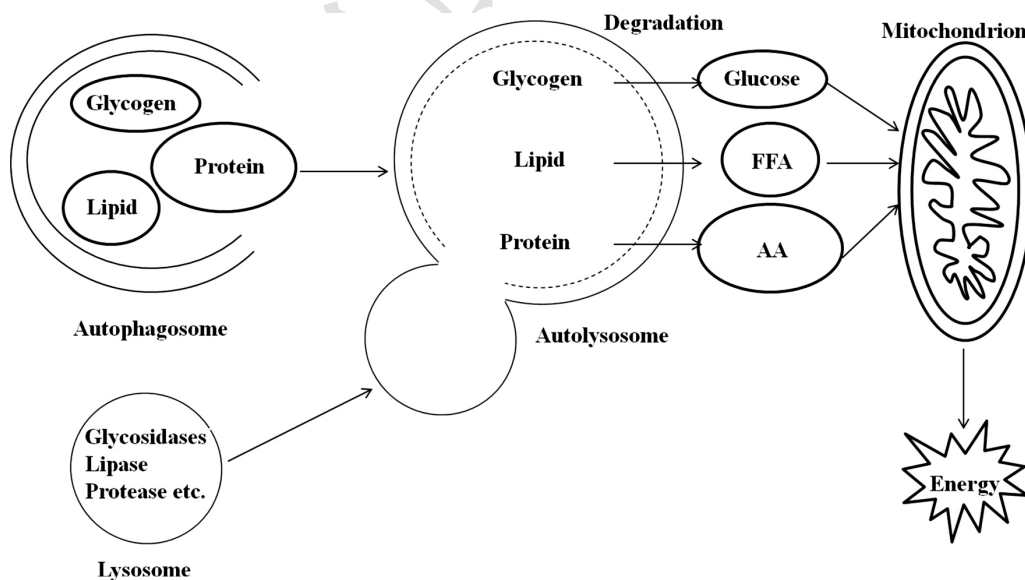 Degradation
Mitochondrion
Glycogen
Protein
Lipid
Autophagosome
Glycogen
Lipid
Protein
Autolysosome
Glucose
FFA
AA
Glycosidases
Lipase
Protease etc.
Lysosome
Energy